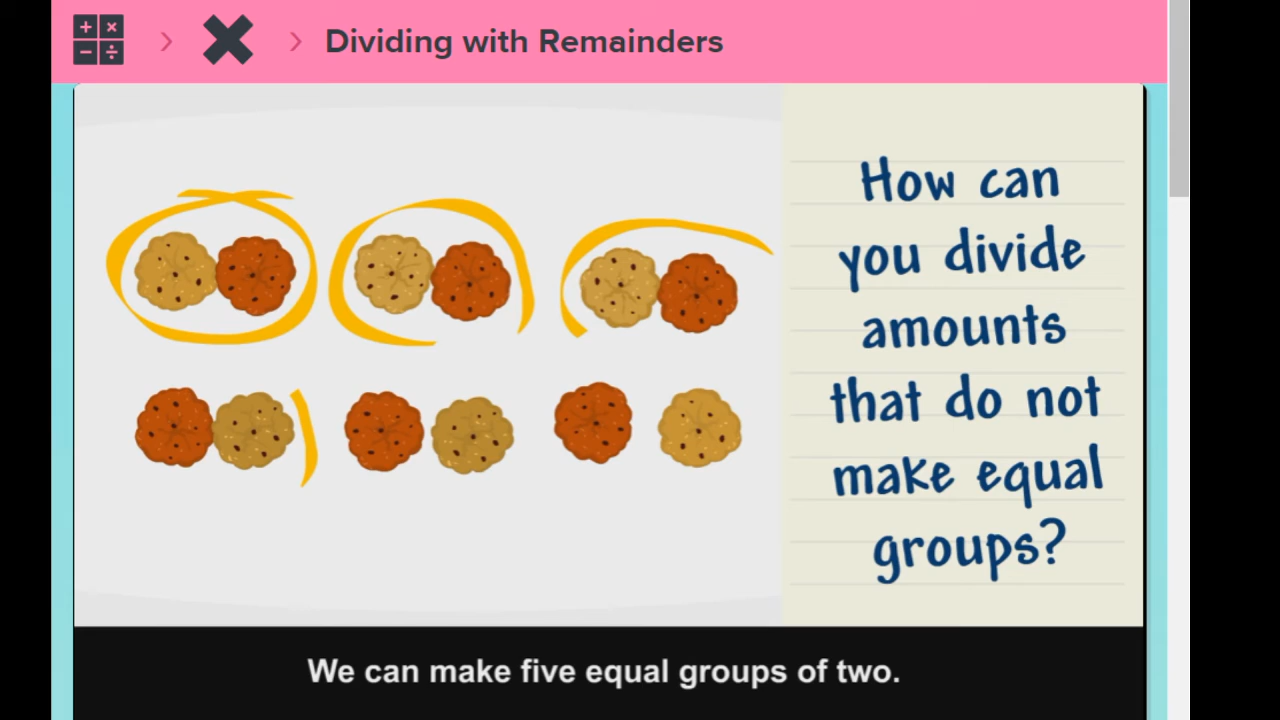 Dividing with Remainders
How can
you divide
amounts
that do not
make equal
groups?
We can make five equal groups of two.